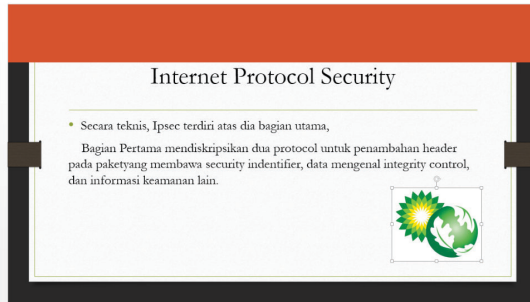 Internet Protocol Security
• Secara teknis, Ipsec terdiri atas dia bagian utama,
Bagian Pertama mendiskripsikan dua protocol untuk penambahan header
pada paketyang membawa security indentifier, data mengenal integrity control,
dan informasi keamanan lain.